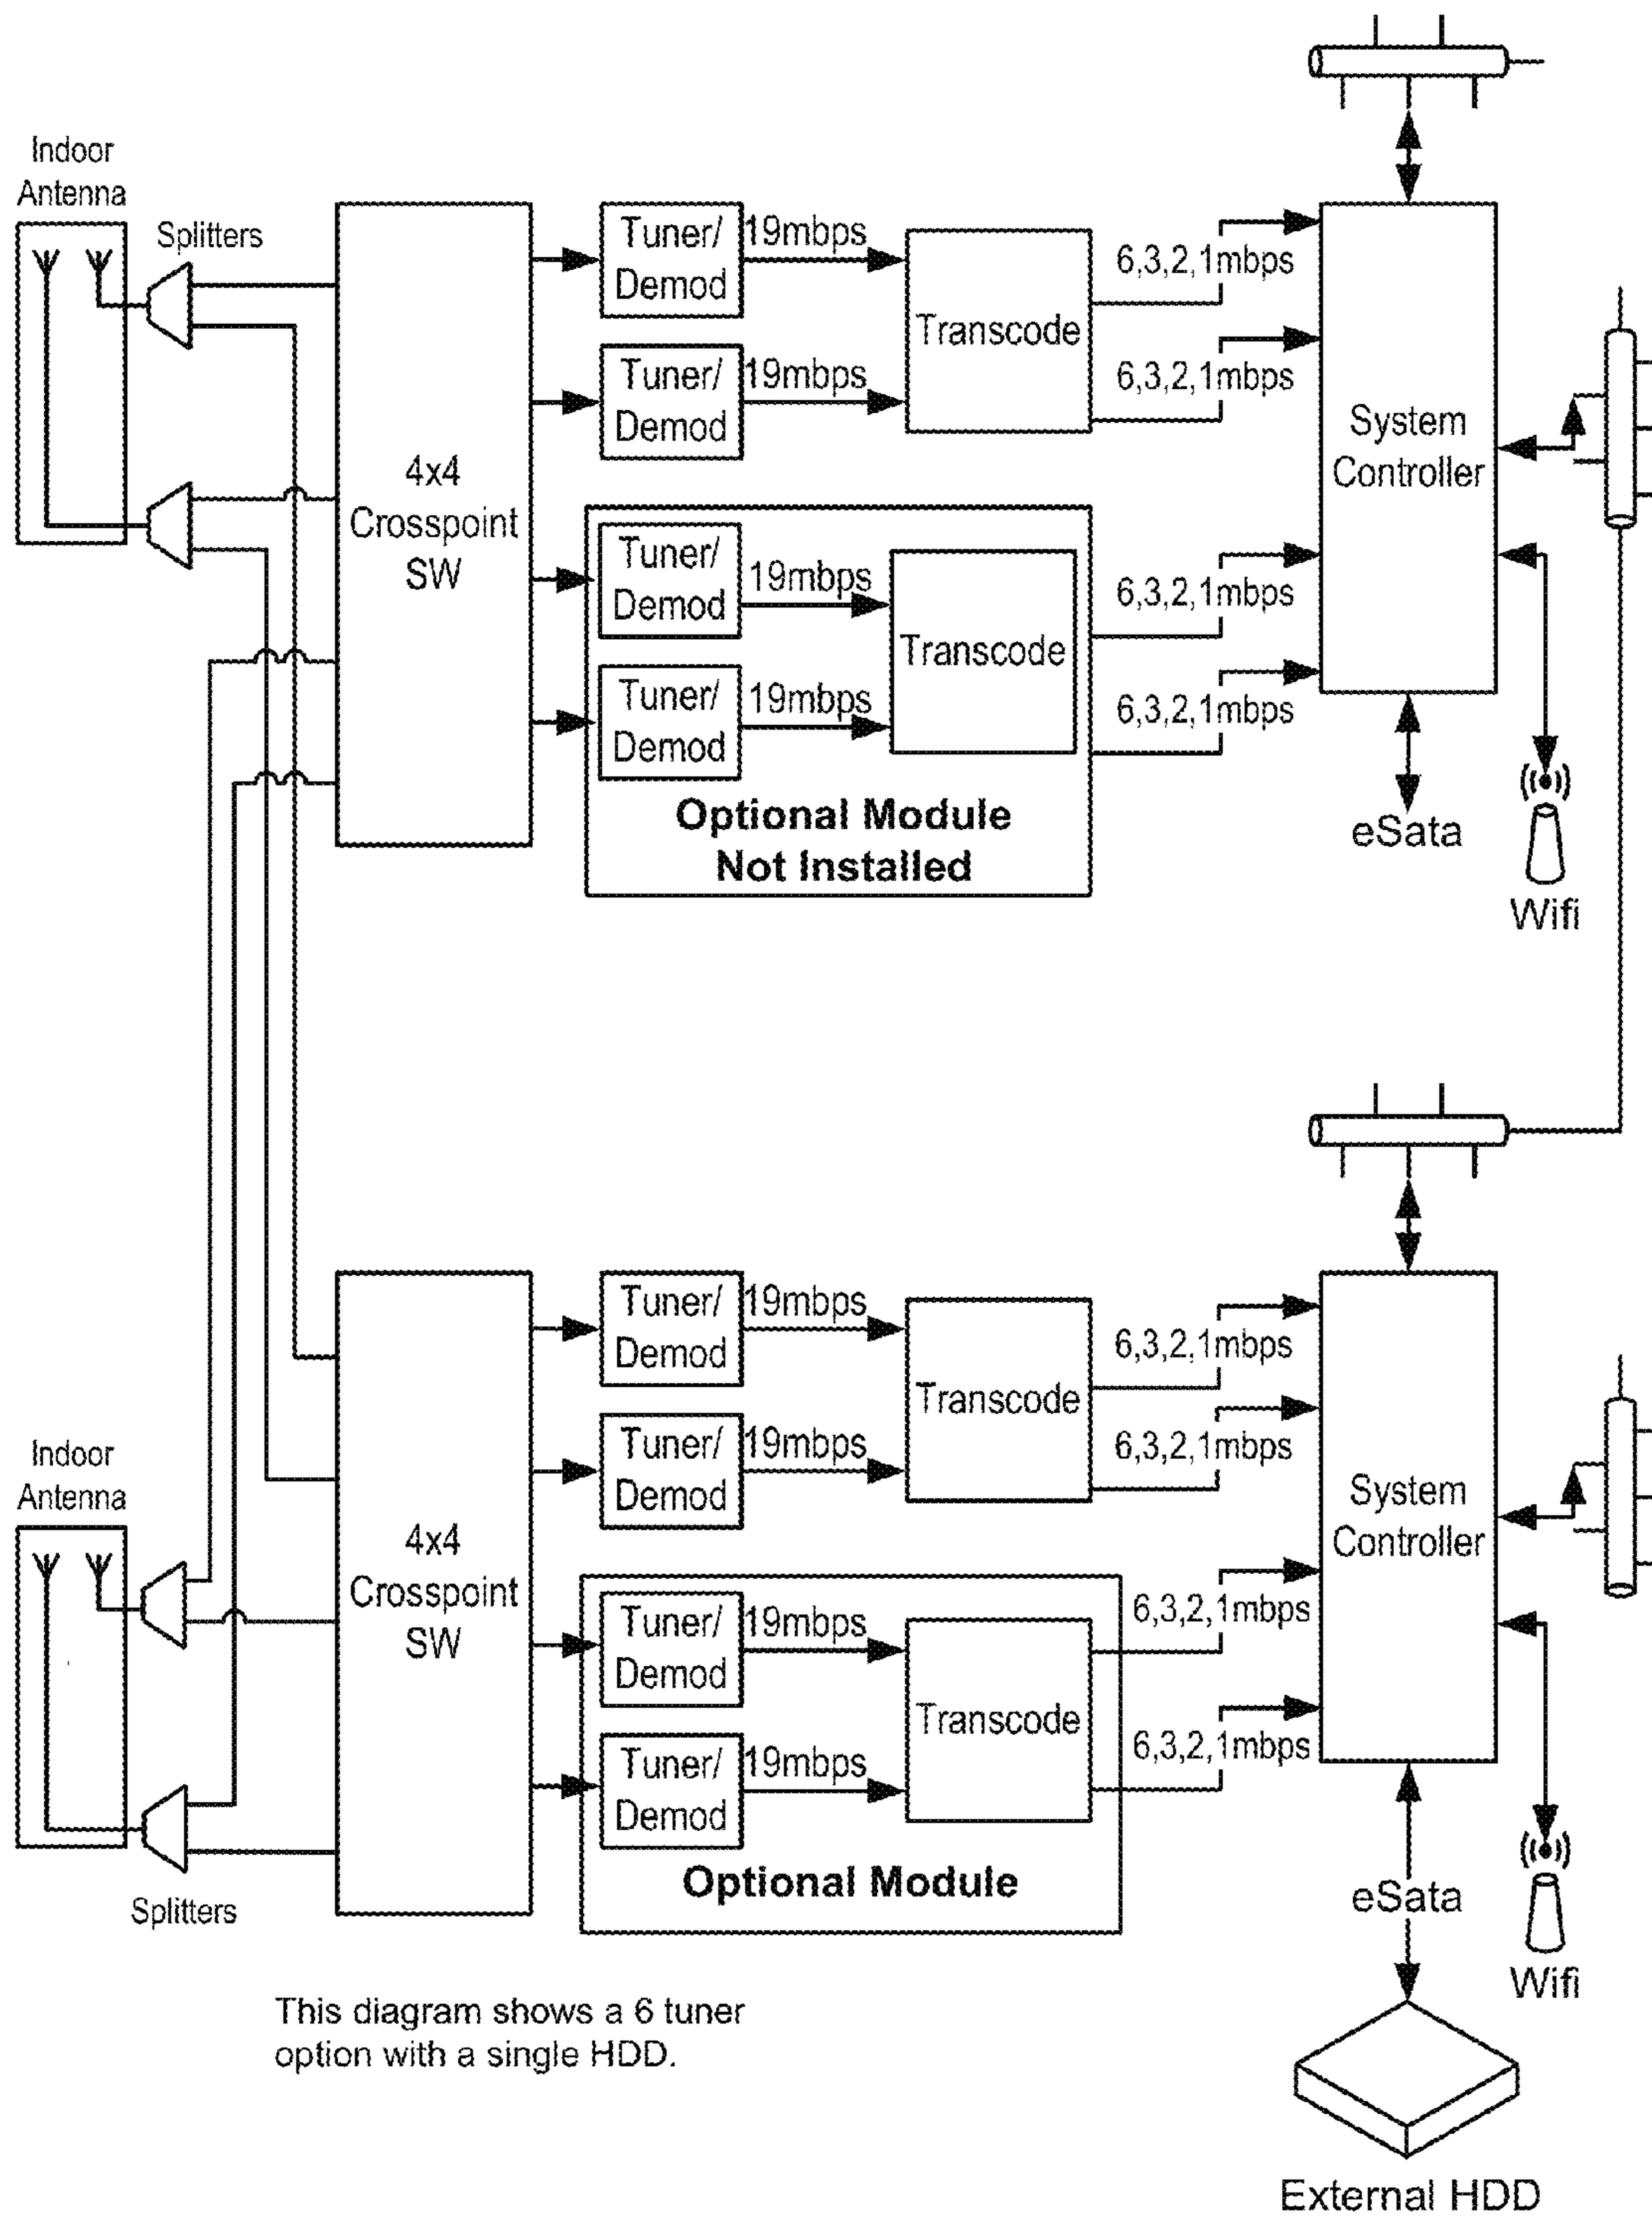 Indoor
Antenna
Splitters
4x4
Crosspoint
SW
Tuner/
Demod
19mbps
Tuner/
Demod
19mbps
Transcode
6,3,2,1mbps
6,3,2,1mbps
Tuner/
Demod
19mbps
Tuner/
Demod
19mbps
Transcode
Optional Module
Not Installed
6,3,2,1mbps
6,3,2,1mbps
System
Controller
eSata
Wifi
Indoor
Antenna
Splitters
4x4
Crosspoint
SW
Tuner/
Demod
19mbps
Tuner/
Demod
19mbps
Transcode
6,3,2,1mbps
6,3,2,1mbps
Tuner/
Demod
19mbps
Tuner/
Demod
19mbps
Transcode
Optional Module
6,3,2,1mbps
6,3,2,1mbps
System
Controller
eSata
Wifi
External HDD
This diagram shows a 6 tuner
option with a single HDD.